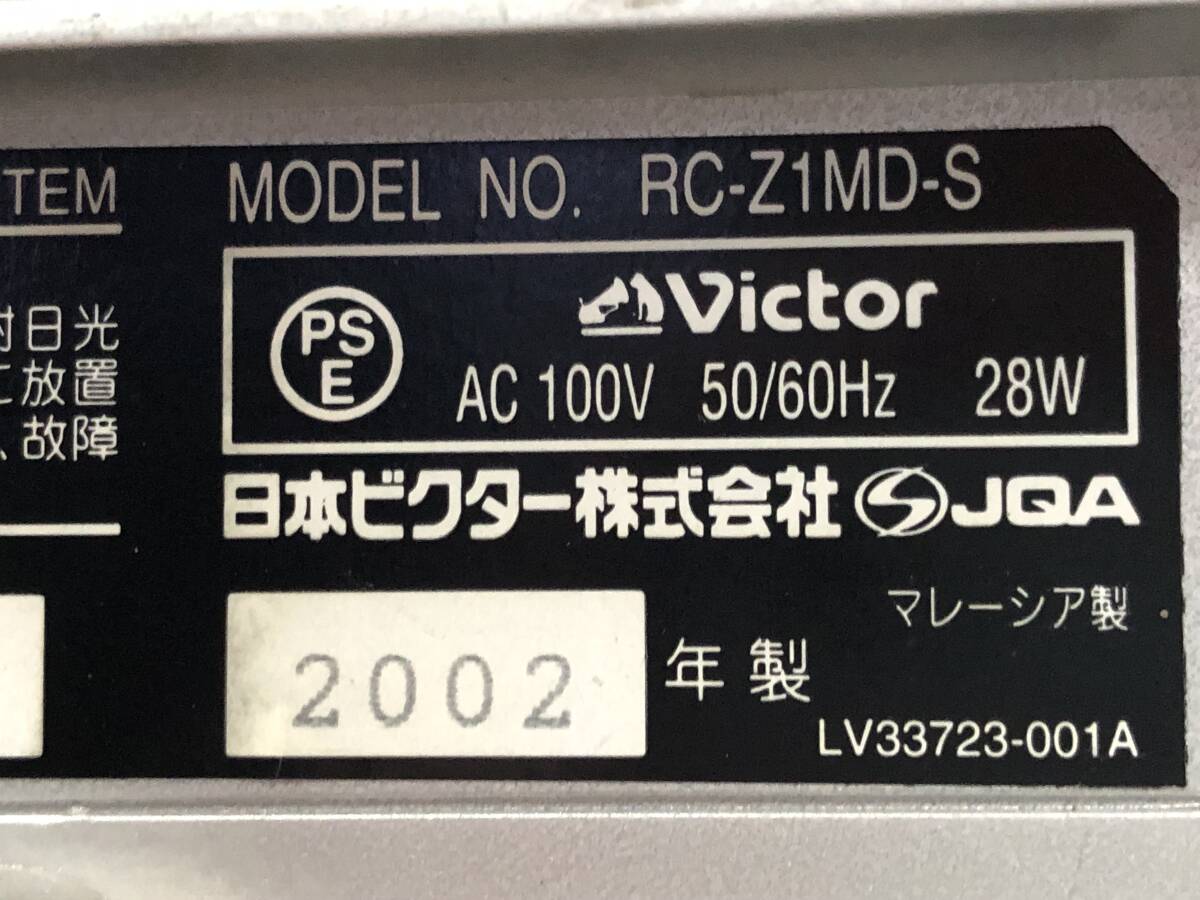 TEM
MODEL NO. RC-Z1MD-S
PS
E
Victor
AC 100V 50/60Hz 28W
日光
放置
、故障
日本ビクター株式会社 JQA
マレーシア製
2002 年製
LV33723-001A